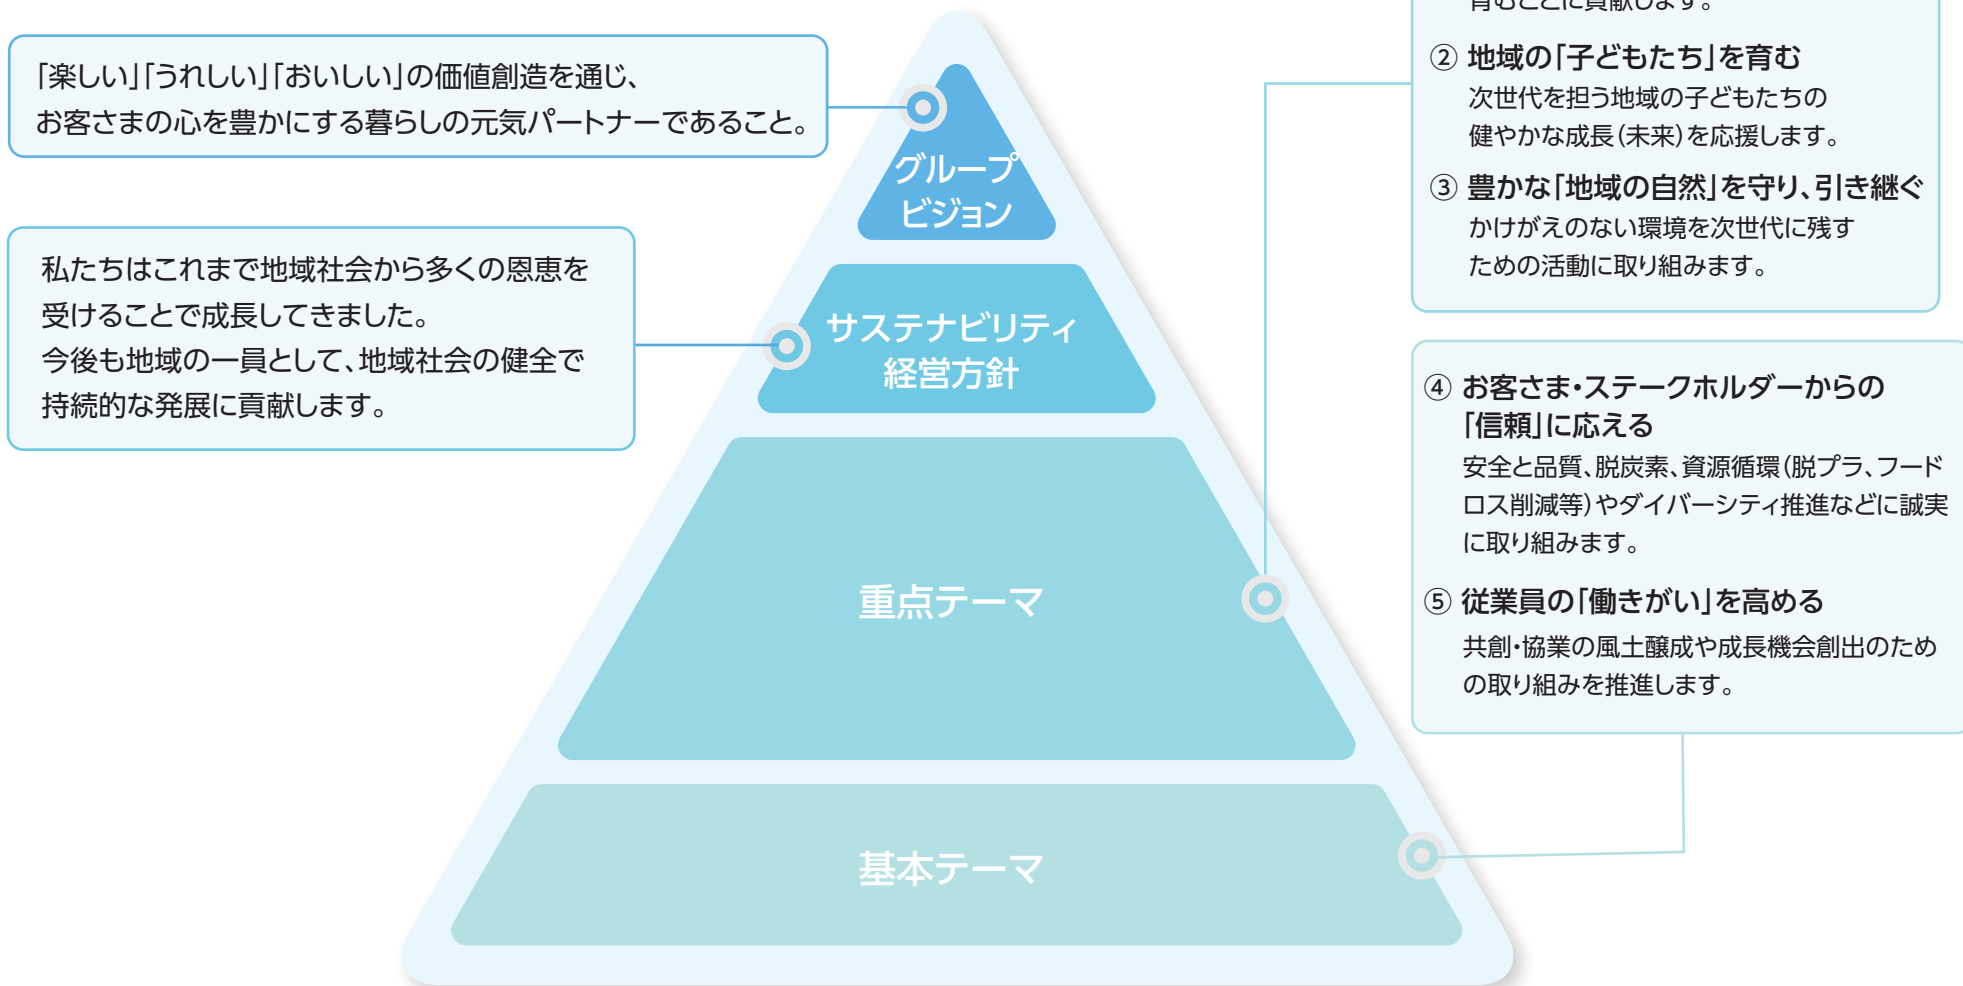 「楽しい」「うれしい」「おいしい」の価値創造を通じ、
お客さまの心を豊かにする暮らしの元気パートナーであること。
私たちはこれまで地域社会から多くの恩恵を
受けることで成長してきました。
今後も地域の一員として、地域社会の健全で
持続的な発展に貢献します。
グループ
ビジョン
サステナビリティ
経営方針
重点テーマ
基本テーマ
育むことに貢献します。
② 地域の「子どもたち」を育む
次世代を担う地域の子どもたちの
健やかな成長（未来）を応援します。
③ 豊かな「地域の自然」を守り、引き継ぐ
かけがえのない環境を次世代に残す
ための活動に取り組みます。
④ お客さま・ステークホルダーからの
「信頼」に応える
安全と品質、脱炭素、資源循環（脱プラ、フード
ロス削減等）やダイバーシティ推進などに誠実
に取り組みます。
⑤ 従業員の「働きがい」を高める
共創・協業の風土醸成や成長機会創出のため
の取り組みを推進します。